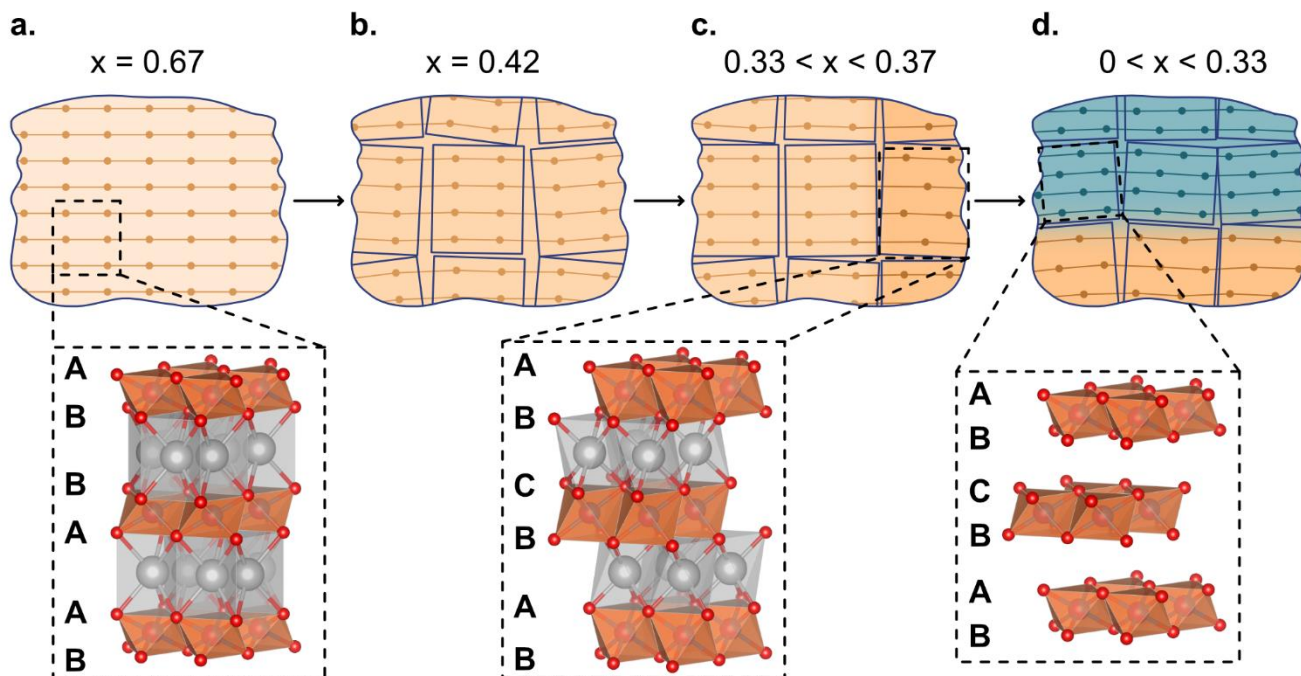 a.
x = 0.67
b.
x = 0.42
c.
0.33 < x < 0.37
d.
0 < x < 0.33
A
B
B
A
A
B
A
B
C
B
A
B
A
B
C
B
A
B